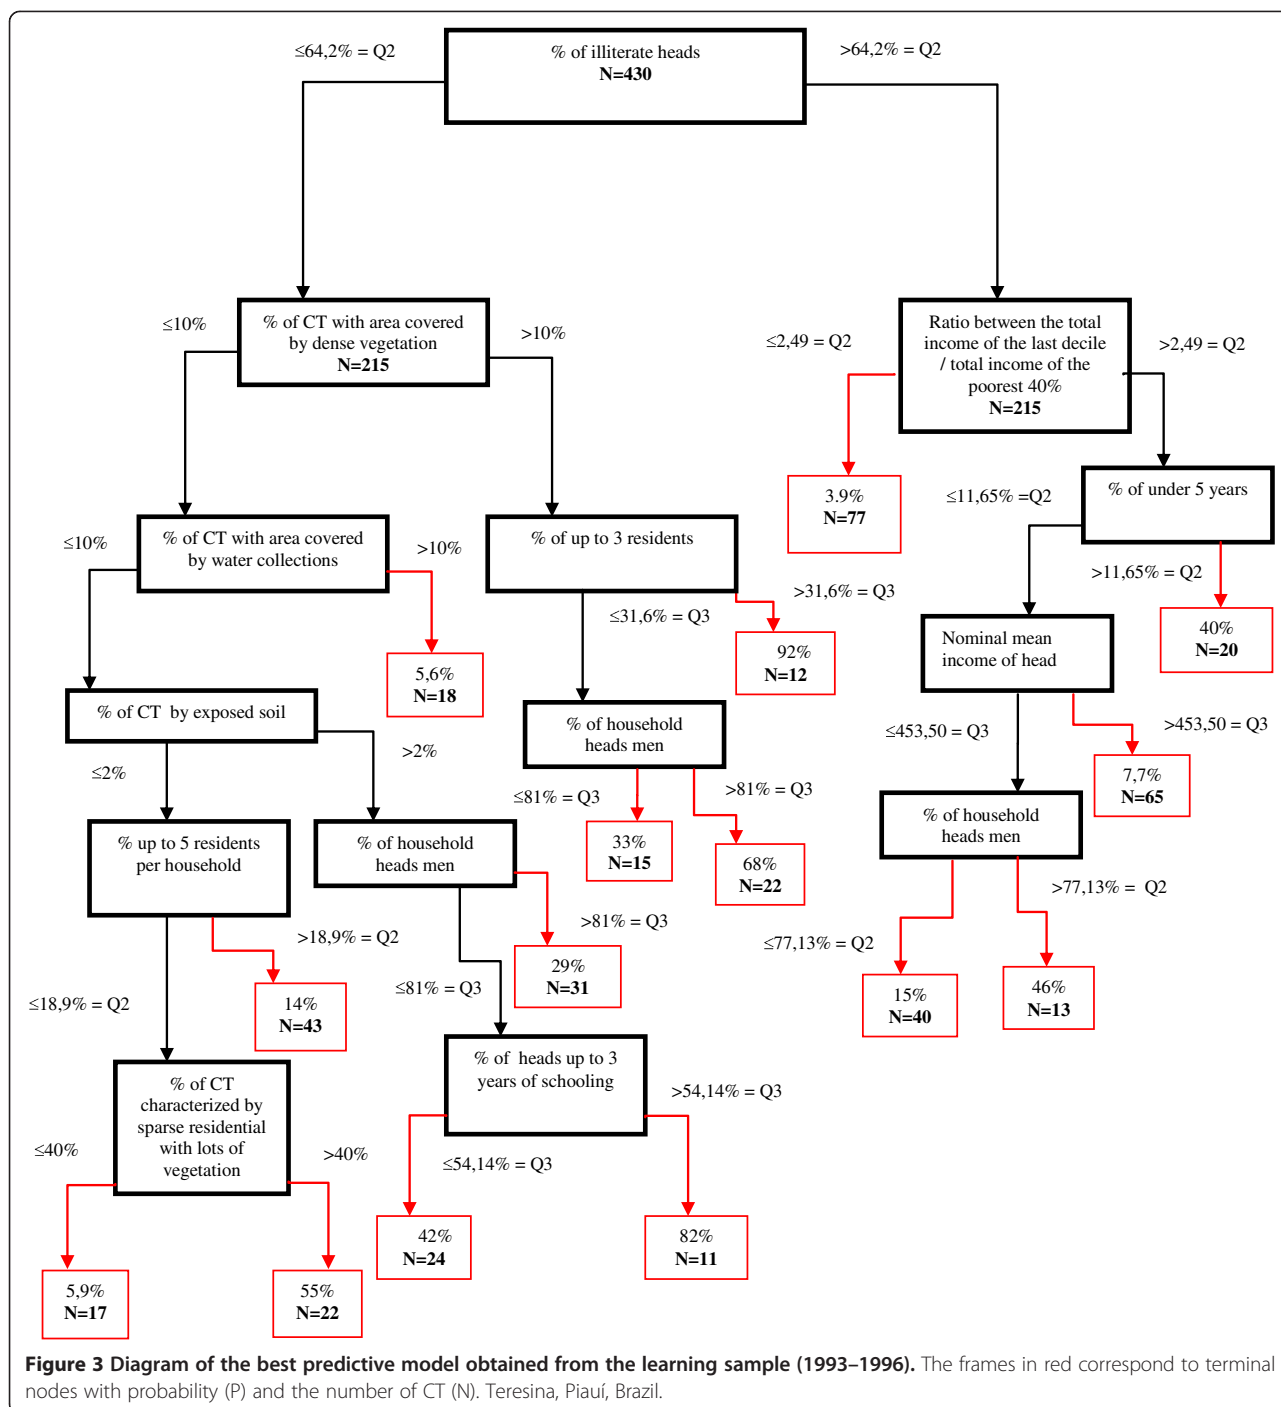 ≤64,2% = Q2
% of illiterate heads
N=430
>64,2% = Q2
≤10%
% of CT with area covered
by dense vegetation
N=215
>10%
≤2,49 = Q2
Ratio between the total
income of the last decile
/ total income of the
poorest 40%
N=215
>2,49 = Q2
3.9%
N=77
≤11,65% =Q2
% of under 5 years
>11,65% = Q2
40%
N=20
≤10%
% of CT with area covered
by water collections
>10%
5,6%
N=18
% of up to 3 residents
≤31,6% = Q3
>31,6% = Q3
92%
N=12
Nominal mean
income of head
≤453,50 = Q3
>453,50 = Q3
7,7%
N=65
% of CT  by exposed soil
≤2%
>2%
% of household
heads men
≤81% = Q3
>81% = Q3
33%
N=15
68%
N=22
% of household
heads men
>77,13% =  Q2
≤77,13% = Q2
15%
N=40
46%
N=13
% up to 5 residents
per household
>18,9% = Q2
≤18,9% = Q2
14%
N=43
% of household
heads men
>81% = Q3
≤81% = Q3
29%
N=31
% of CT
characterized by
sparse residential
with lots of
vegetation
≤40%
>40%
5,9%
N=17
55%
N=22
% of  heads up to 3
years of schooling
>54,14% = Q3
≤54,14% = Q3
42%
N=24
82%
N=11
Figure 3 Diagram of the best predictive model obtained from the learning sample (1993–1996). The frames in red correspond to terminal
nodes with probability (P) and the number of CT (N). Teresina, Piauí, Brazil.